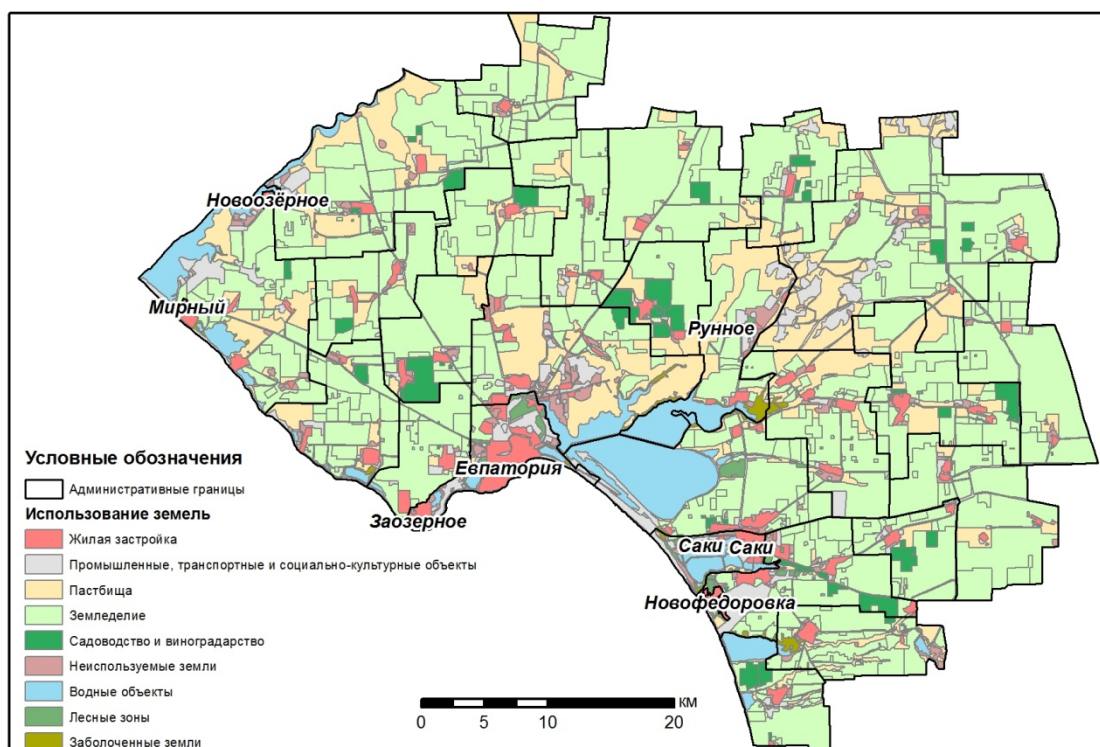 Новоозёрное
Мирный
Рунное
Евпатория
Заозерное
Саки Саки
Новофедоровка
Условные обозначения
Административные границы
Использование земель
Жилая застройка
Промышленные, транспортные и социально-культурные объекты
Пастбища
Земледелие
Садоводство и виноградарство
Неиспользуемые земли
Водные объекты
Лесные зоны
Заболоченные земли
км
0 5 10 20